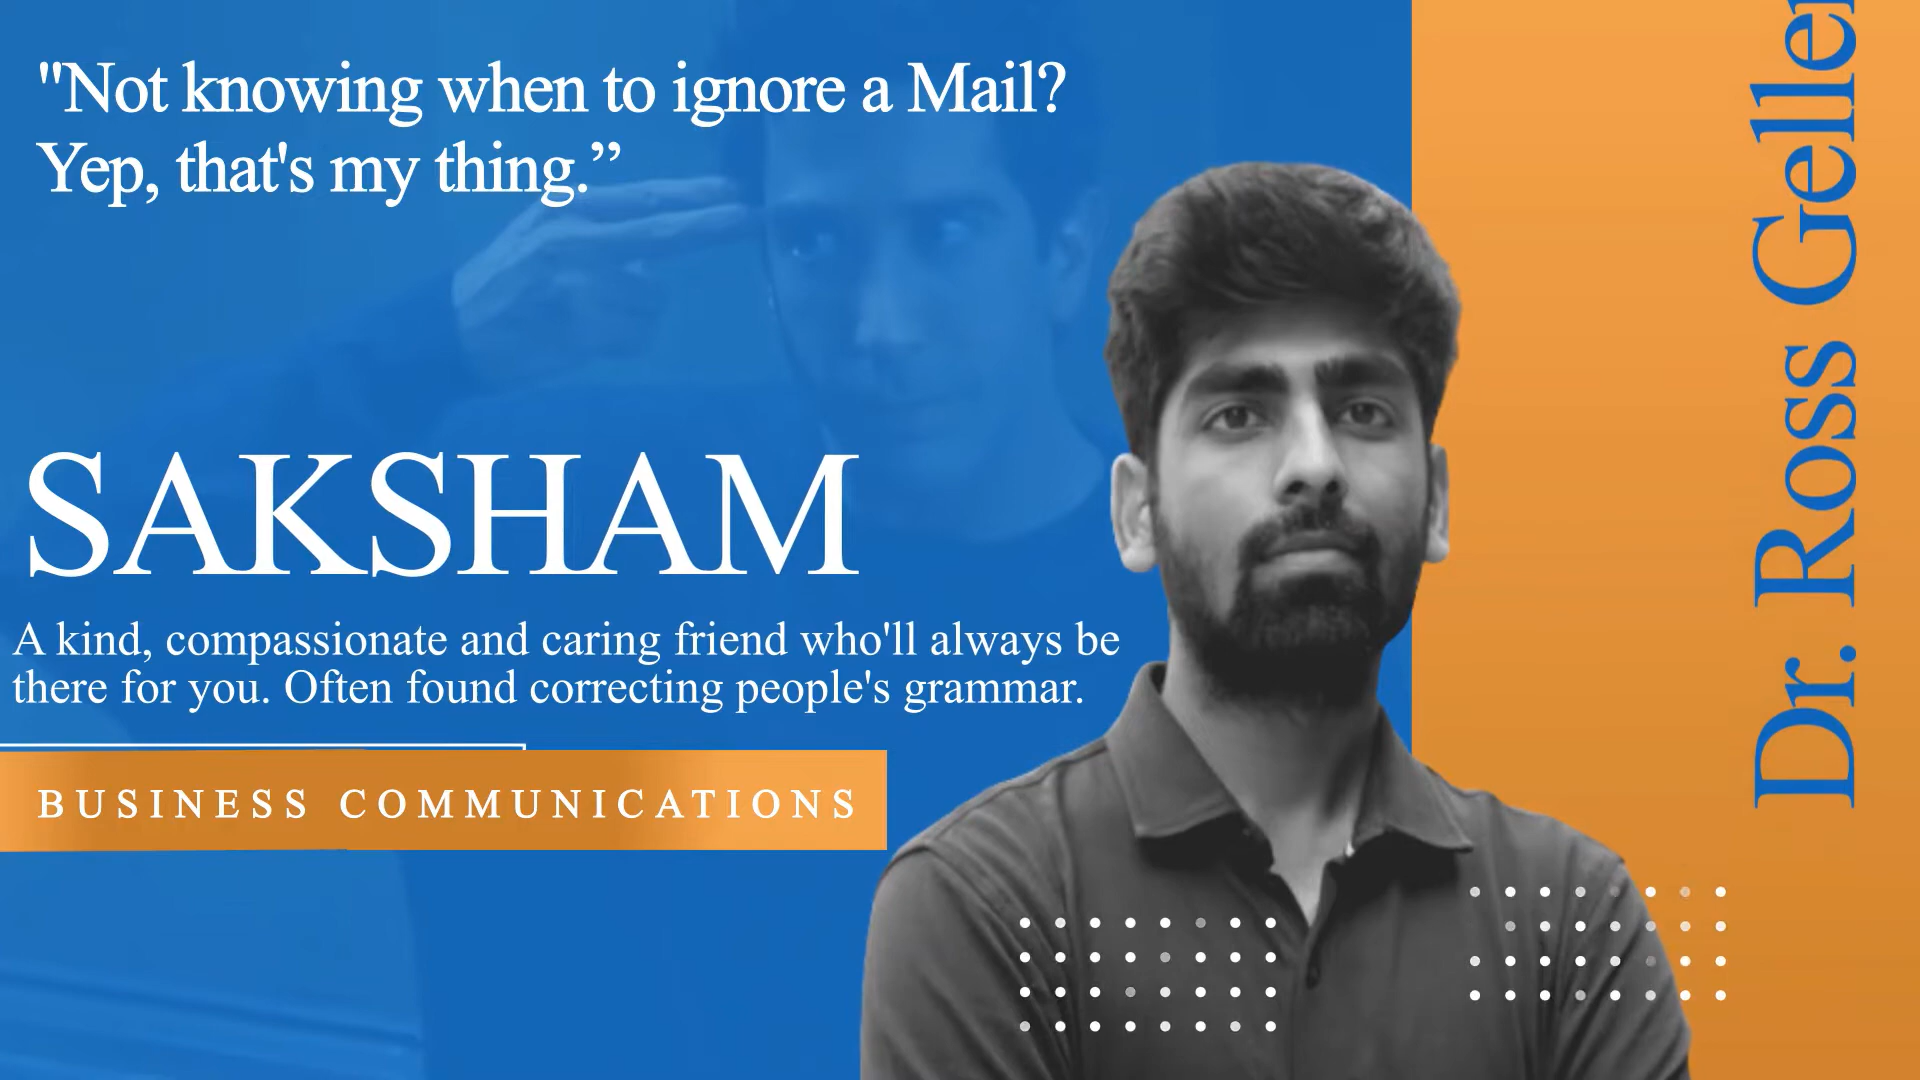 "Not knowing when to ignore a Mail?
Yep, that's my thing.”
SAKSHAM
A kind, compassionate and caring friend who'll always be
there for you. Often found correcting people's grammar.
BUSINESS COMMUNICATIONS
Dr. Ross Geller